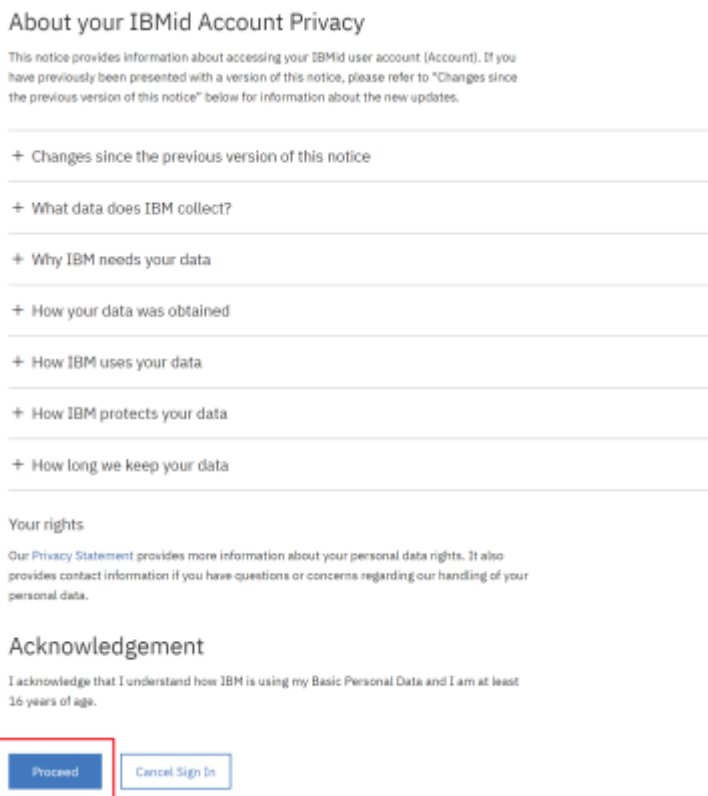 About your IBMid Account Privacy
This notice provides information about accessing your IBMid user account (Account). If you
have previously been presented with a version of this notice, please refer to "Changes since
the previous version of this notice" below for information about the new updates.
+ Changes since the previous version of this notice
+ What data does IBM collect?
+ Why IBM needs your data
+ How your data was obtained
+ How IBM uses your data
+ How IBM protects your data
+ How long we keep your data
Your rights
Our Privacy Statement provides more information about your personal data rights. It also
provides contact information if you have questions or concerns regarding our handling of your
personal data.
Acknowledgement
I acknowledge that I understand how IBM is using my Basic Personal Data and I am at least
16 years of age.
Proceed Cancel Sign In